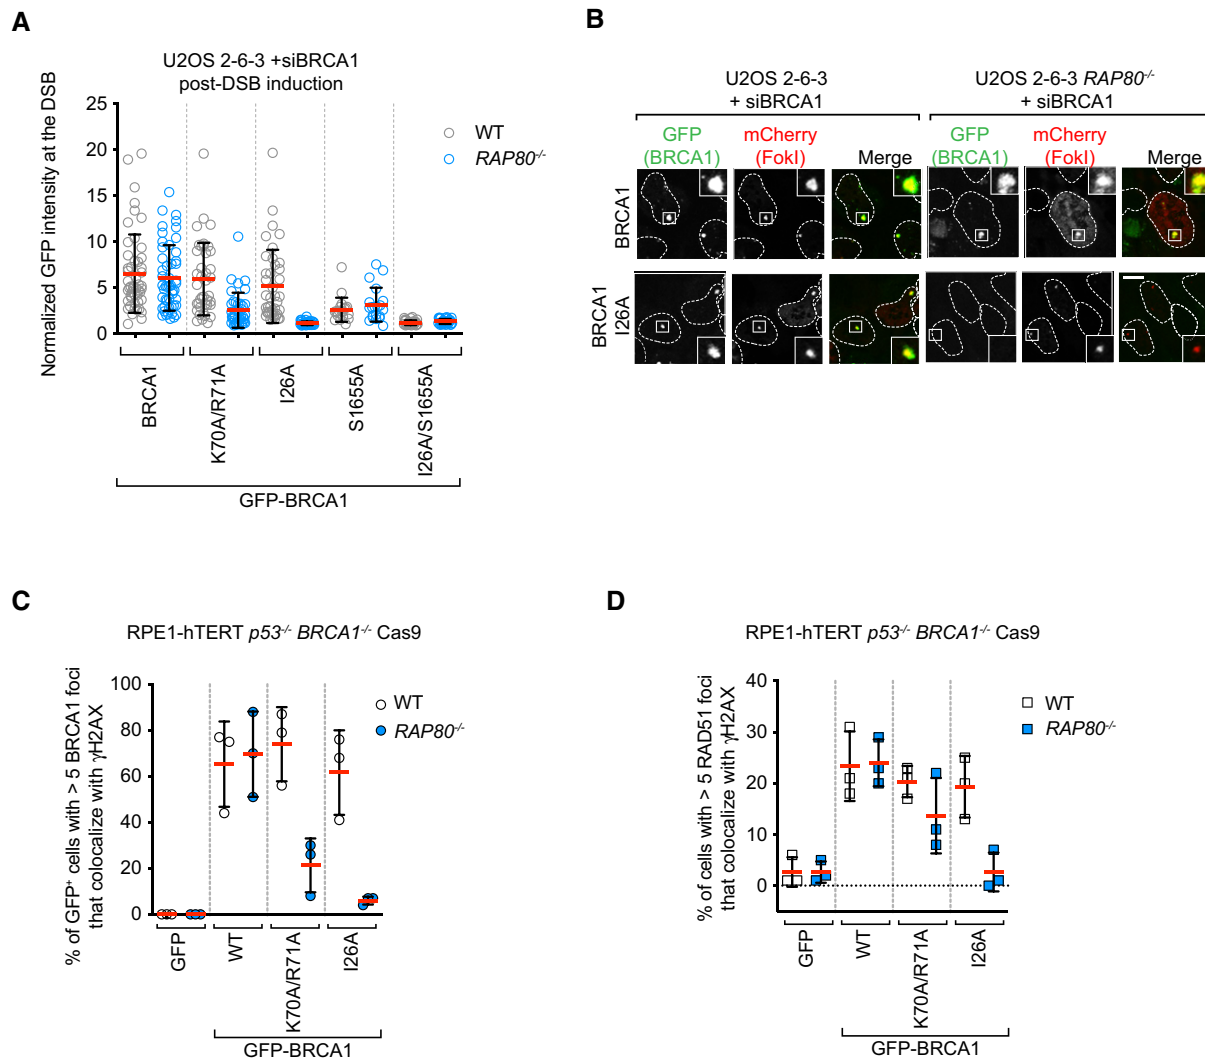 A
U2OS 2-6-3 +siBRCA1
post-DSB induction
Normalized GFP intensity at the DSB
25
20
15
10
5
0
WT
RAP80-/-
BRCA1
K70A/R71A
I26A
S1655A
I26A/S1655A
GFP-BRCA1
B
U2OS 2-6-3
+ siBRCA1
U2OS 2-6-3 RAP80-/-
+ siBRCA1
GFP
(BRCA1)
mCherry
(FokI)
Merge
GFP
(BRCA1)
mCherry
(FokI)
Merge
BRCA1
BRCA1
I26A
C
RPE1-hTERT p53-/- BRCA1-/- Cas9
% of GFP+ cells with > 5 BRCA1 foci
that colocalize with γH2AX
100
80
60
40
20
0
WT
RAP80-/-
GFP
WT
K70A/R71A
I26A
GFP-BRCA1
D
RPE1-hTERT p53-/- BRCA1-/- Cas9
% of cells with > 5 RAD51 foci
that colocalize with γH2AX
40
30
20
10
0
WT
RAP80-/-
GFP
WT
K70A/R71A
I26A
GFP-BRCA1